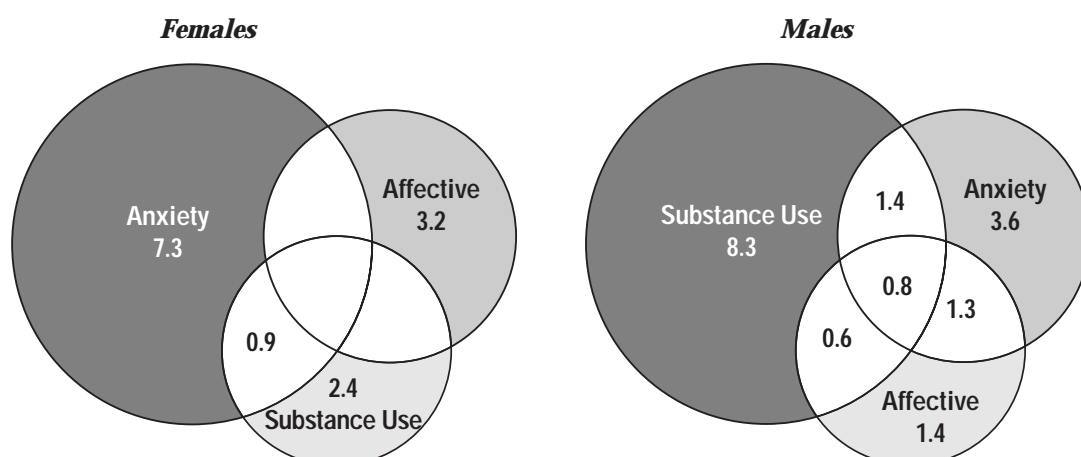 Females
Anxiety
7.3
Affective
3.2
0.9
2.4
Substance Use
Males
Substance Use
8.3
1.4
Anxiety
3.6
0.8
1.3
0.6
Affective
1.4